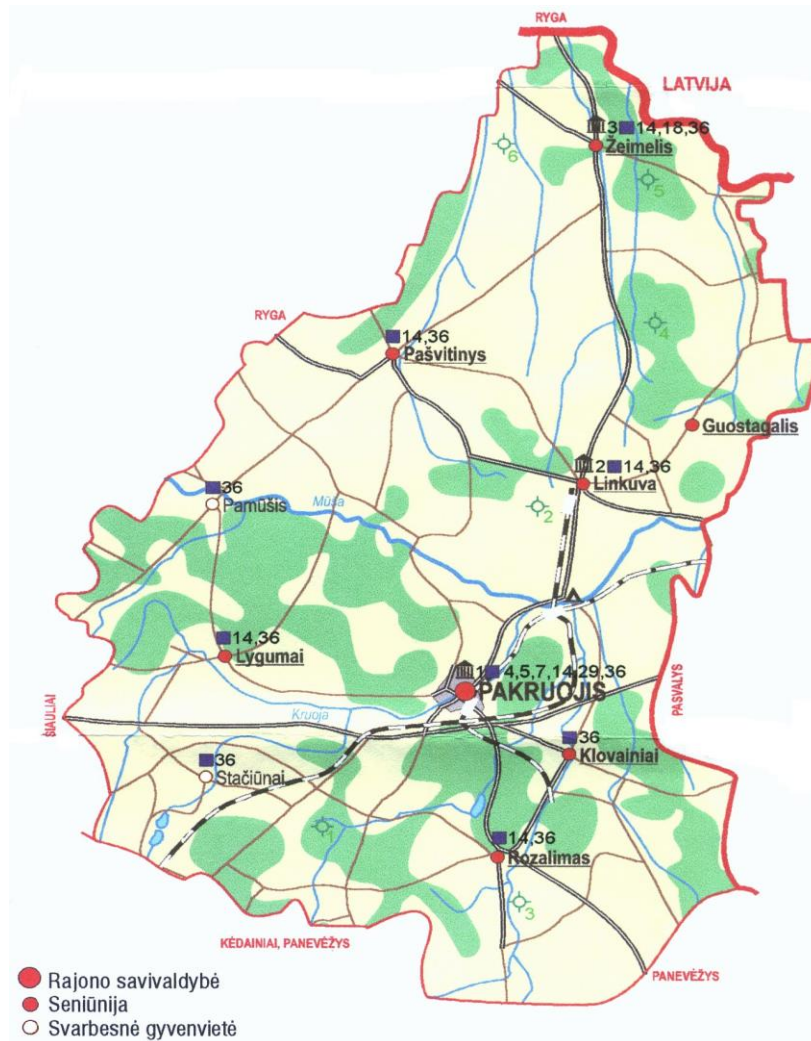 RYGA
LATVIJA
3 14,18,36
Žeimelis
6
5
RYGA
14,36
Pašvitinys
4
Guostagalis
2 14,36
Linkuva
36
Pamūšis
Mūša
2
14,36
Lygumai
1 4,5,7,14,29,36
PAKRUOJIS
PASVALYS
ŠIAULIAI
Kruoja
36
Klovainiai
36
Stačiūnai
1
14,36
Rozalimas
3
KĖDAINIAI, PANEVĖŽYS
PANEVĖŽYS
Rajono savivaldybė
Seniūnija
Svarbesnė gyvenvietė